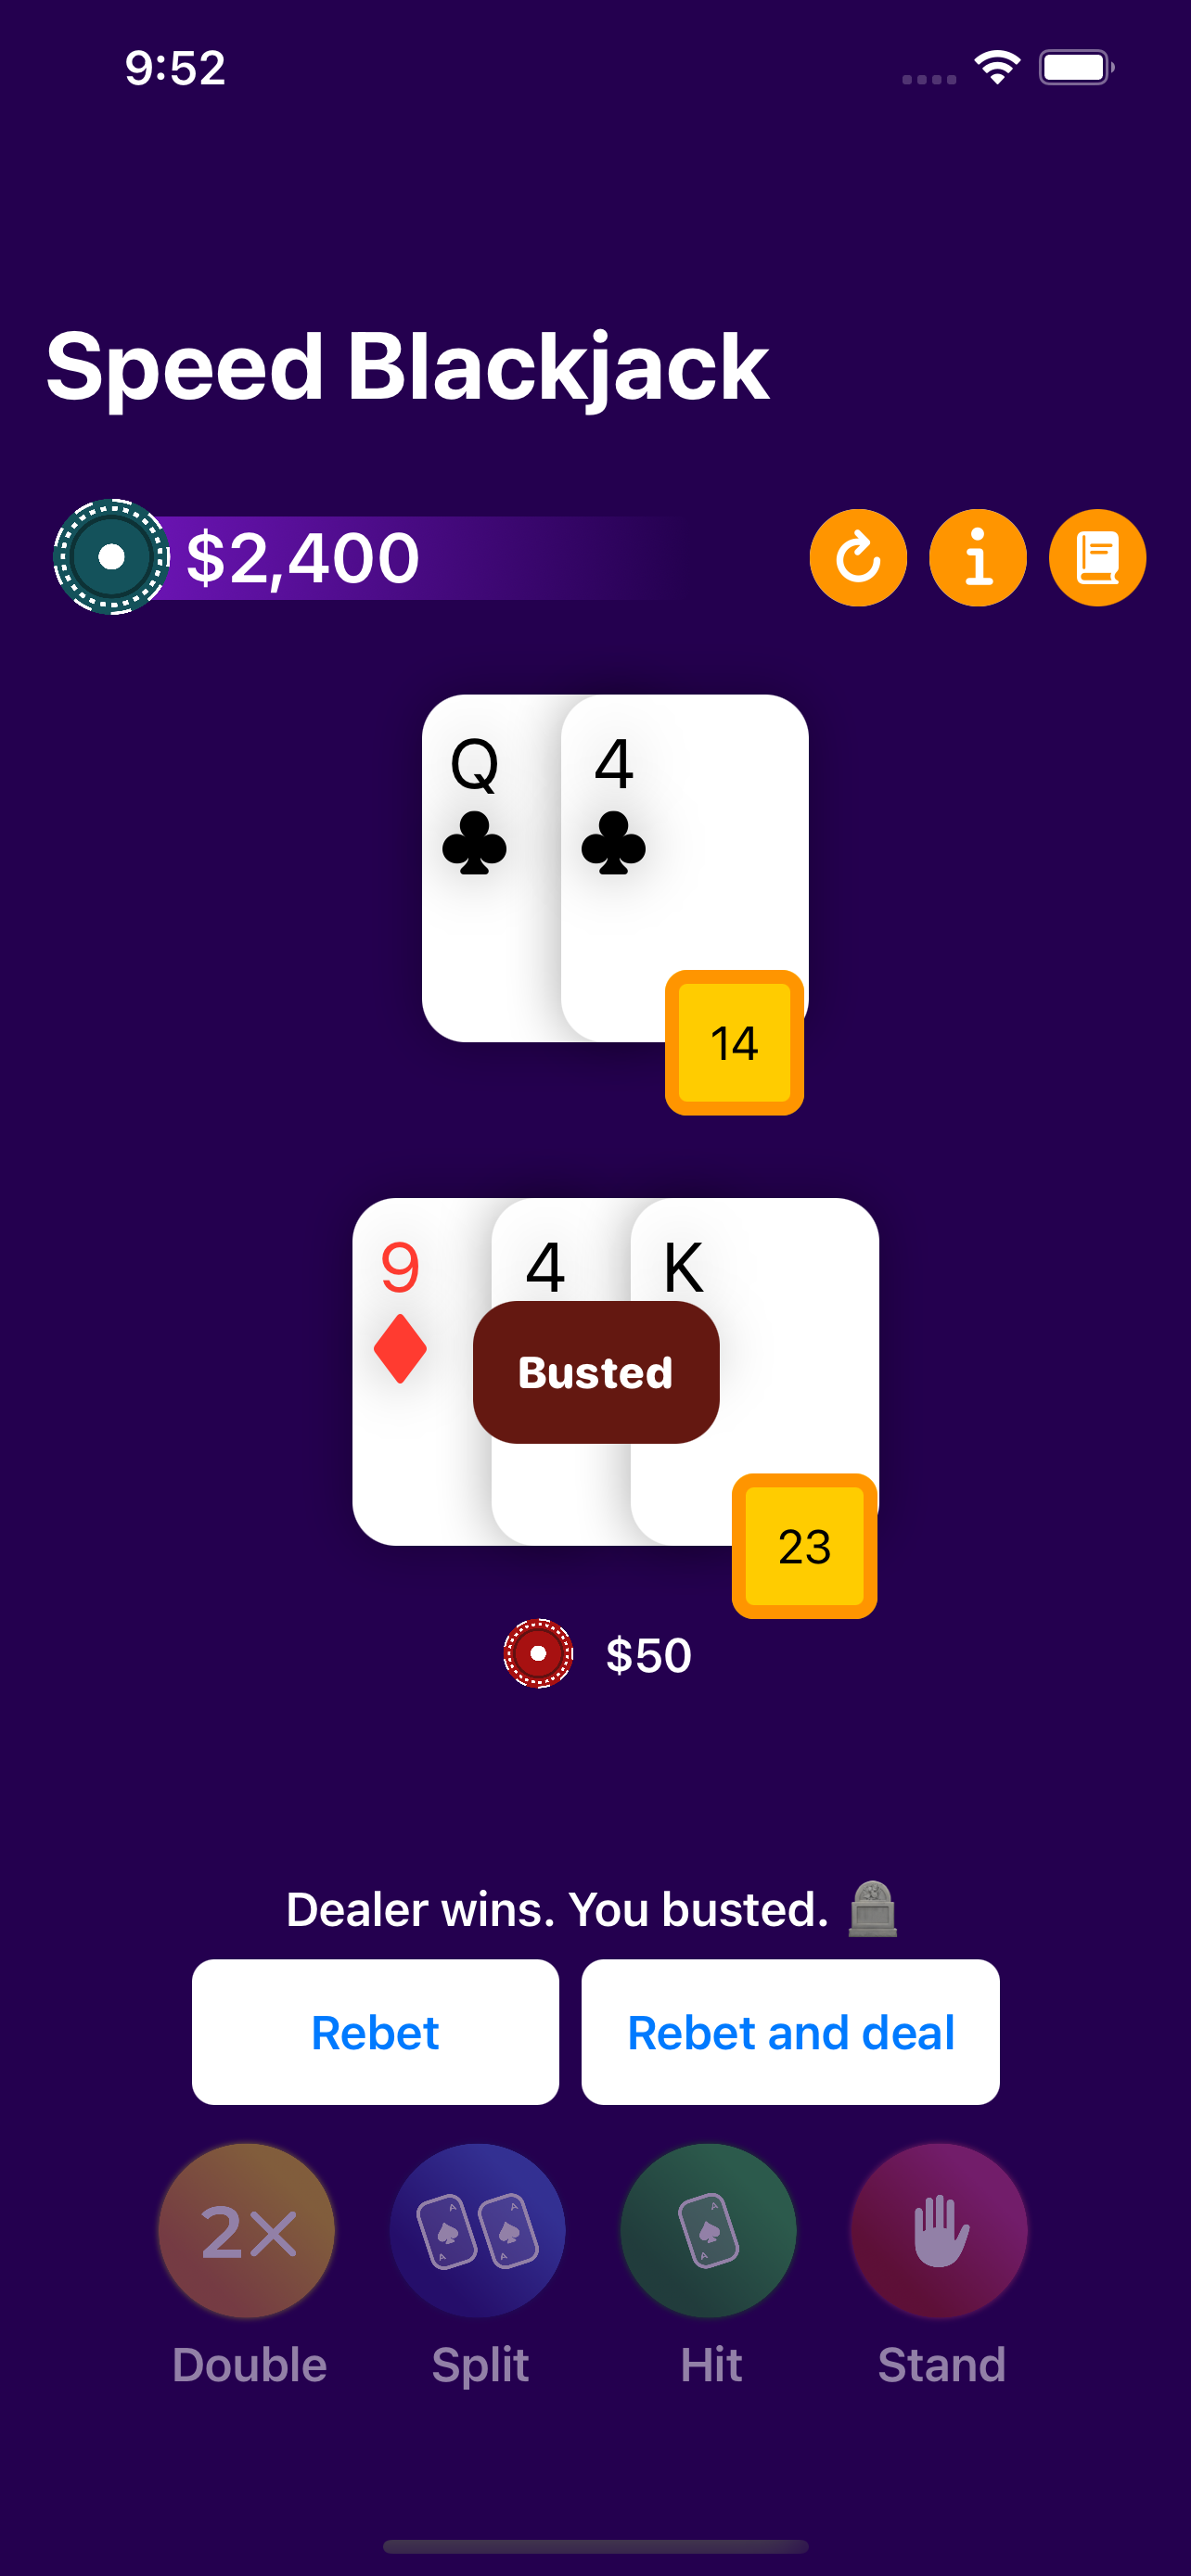 9:52
Speed Blackjack
$2,400
Q 4
14
9 4 K
Busted
23
$50
Dealer wins. You busted.
Rebet Rebet and deal
2×
A A A A A A
Double Split Hit Stand